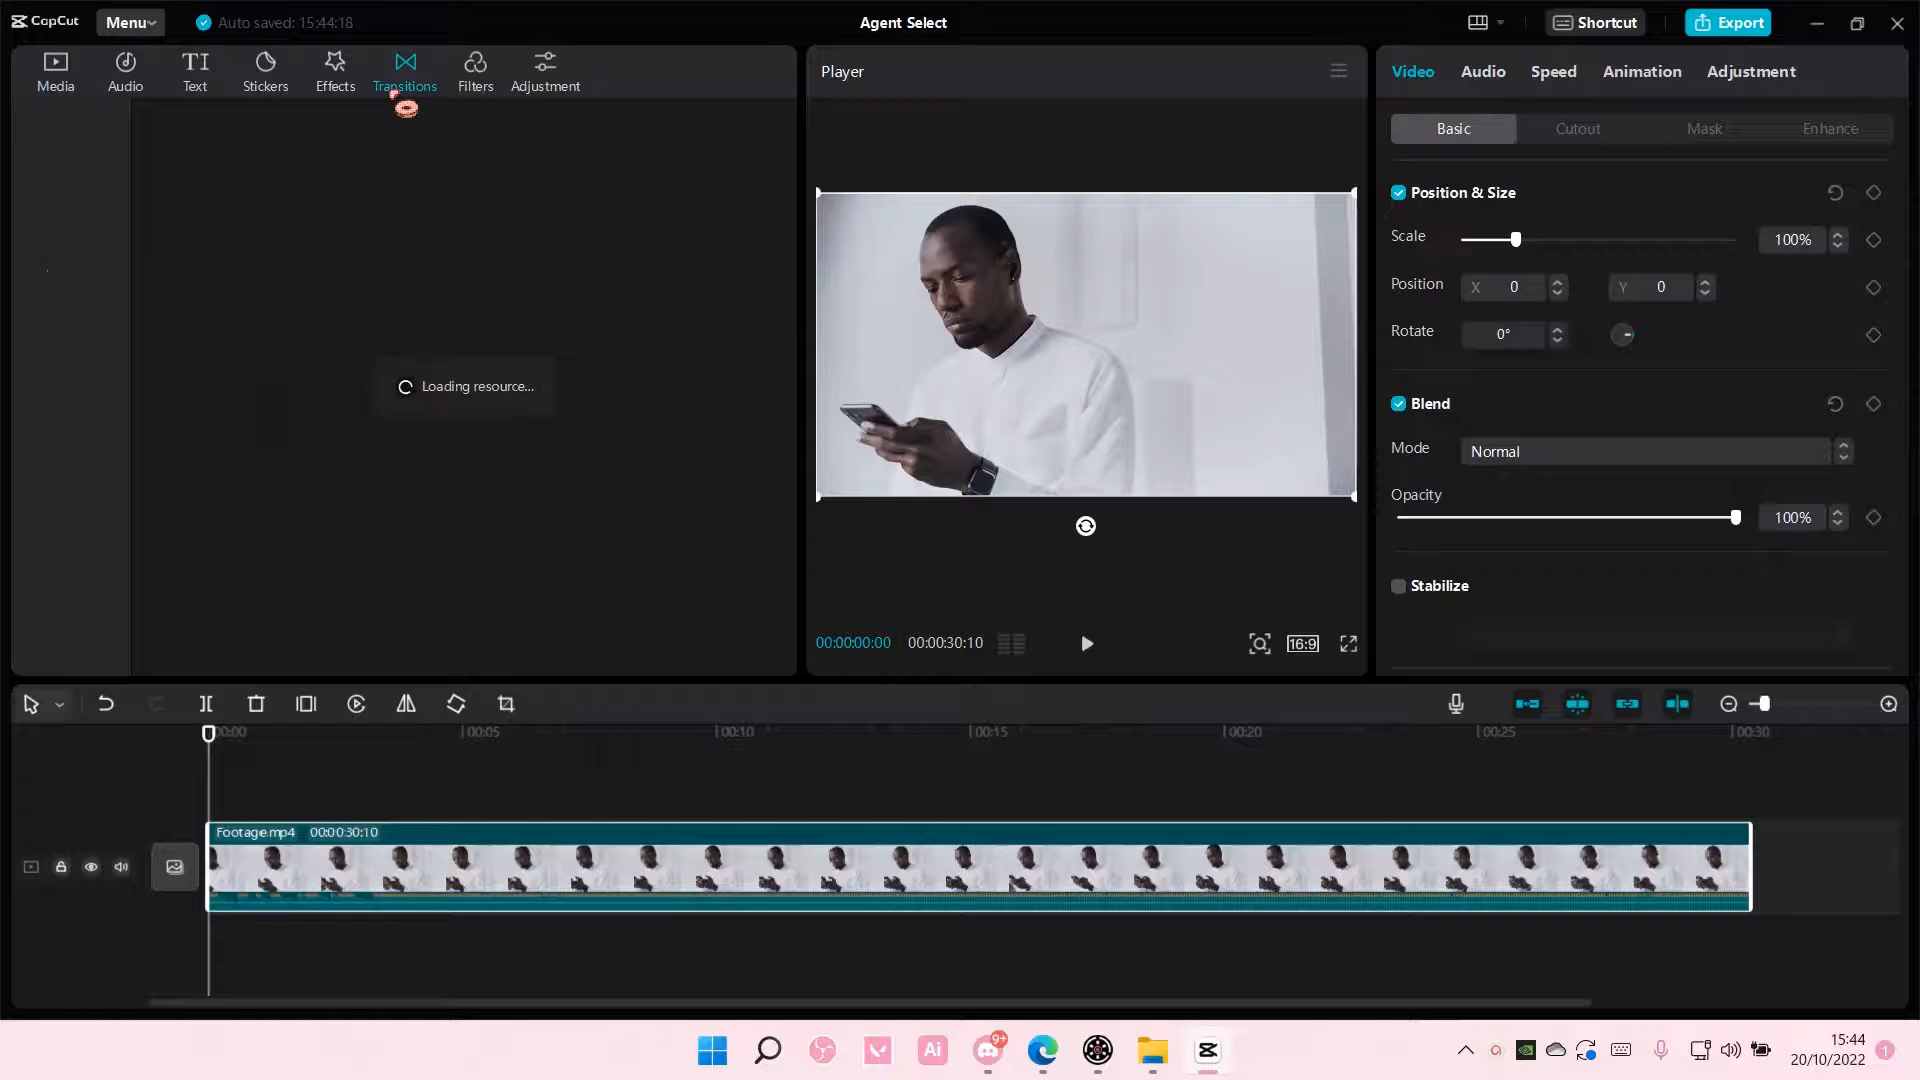 CapCut
Menu
Auto saved: 15:44:18
Agent Select
Shortcut
Export
Media
Audio
Text
Stickers
Effects
Transitions
Filters
Adjustment
Player
Video
Audio
Speed
Animation
Adjustment
Basic
Cutout
Mask
Enhance
Position & Size
Scale
100%
Position
X 0
Y 0
Rotate
0°
Loading resource...
Blend
Mode
Normal
Opacity
100%
Stabilize
00:00:00:00
00:00:30:10
16:9
00:00
00:05
00:10
00:15
00:20
00:25
00:30
Footage.mp4 00:00:30:10
Ai
9+
15:44
20/10/2022
1